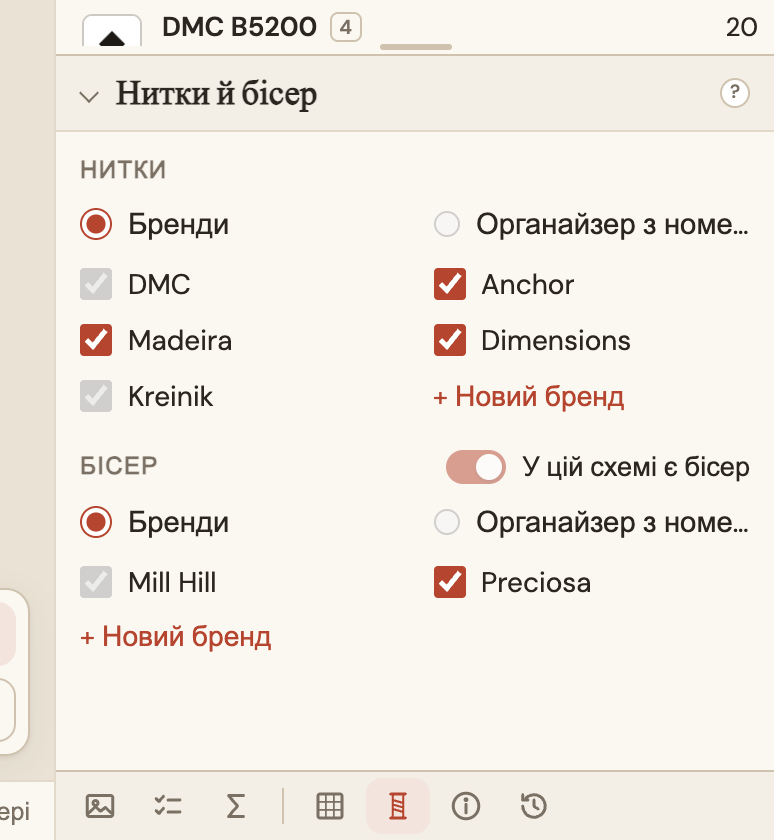 DMC B5200 4 20
Нитки й бісер ?
НИТКИ
Бренди Органайзер з номе...
DMC Anchor
Madeira Dimensions
Kreinik + Новий бренд
БІСЕР У цій схемі є бісер
Бренди Органайзер з номе...
Mill Hill Preciosa
+ Новий бренд
ері Σ